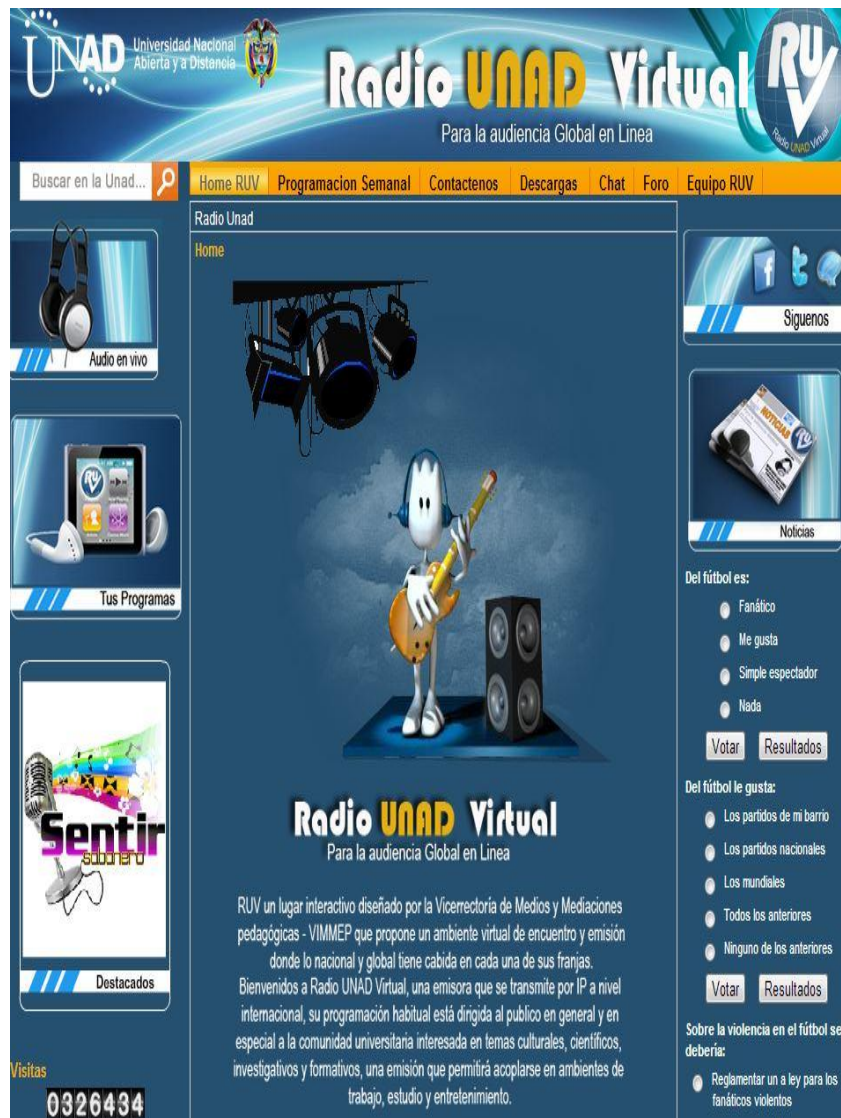 UNAD
Universidad Nacional
Abierta y a Distancia
Radio UNAD Virtual
Para la audiencia Global en Linea
RUV
Radio UNAD Virtual
Buscar en la Unad...
Home RUV Programacion Semanal Contactenos Descargas Chat Foro Equipo RUV
Audio en vivo
RUV
Tus Programas
Sentir
sabanero
Destacados
Visitas
0326434
Radio Unad
Home
Radio UNAD Virtual
Para la audiencia Global en Linea
RUV un lugar interactivo diseñado por la Vicerrectoría de Medios y Mediaciones
pedagógicas - VIMMEP que propone un ambiente virtual de encuentro y emisión
donde lo nacional y global tiene cabida en cada una de sus franjas.
Bienvenidos a Radio UNAD Virtual, una emisora que se transmite por IP a nivel
internacional, su programación habitual está dirigida al publico en general y en
especial a la comunidad universitaria interesada en temas culturales, científicos,
investigativos y formativos, una emisión que permitirá acoplarse en ambientes de
trabajo, estudio y entretenimiento.
Siguenos
NOTICIAS
RUV
Noticias
Del fútbol es:
Fanático
Me gusta
Simple espectador
Nada
Votar Resultados
Del fútbol le gusta:
Los partidos de mi barrio
Los partidos nacionales
Los mundiales
Todos los anteriores
Ninguno de los anteriores
Votar Resultados
Sobre la violencia en el fútbol se
debería:
Reglamentar un a ley para los
fanáticos violentos